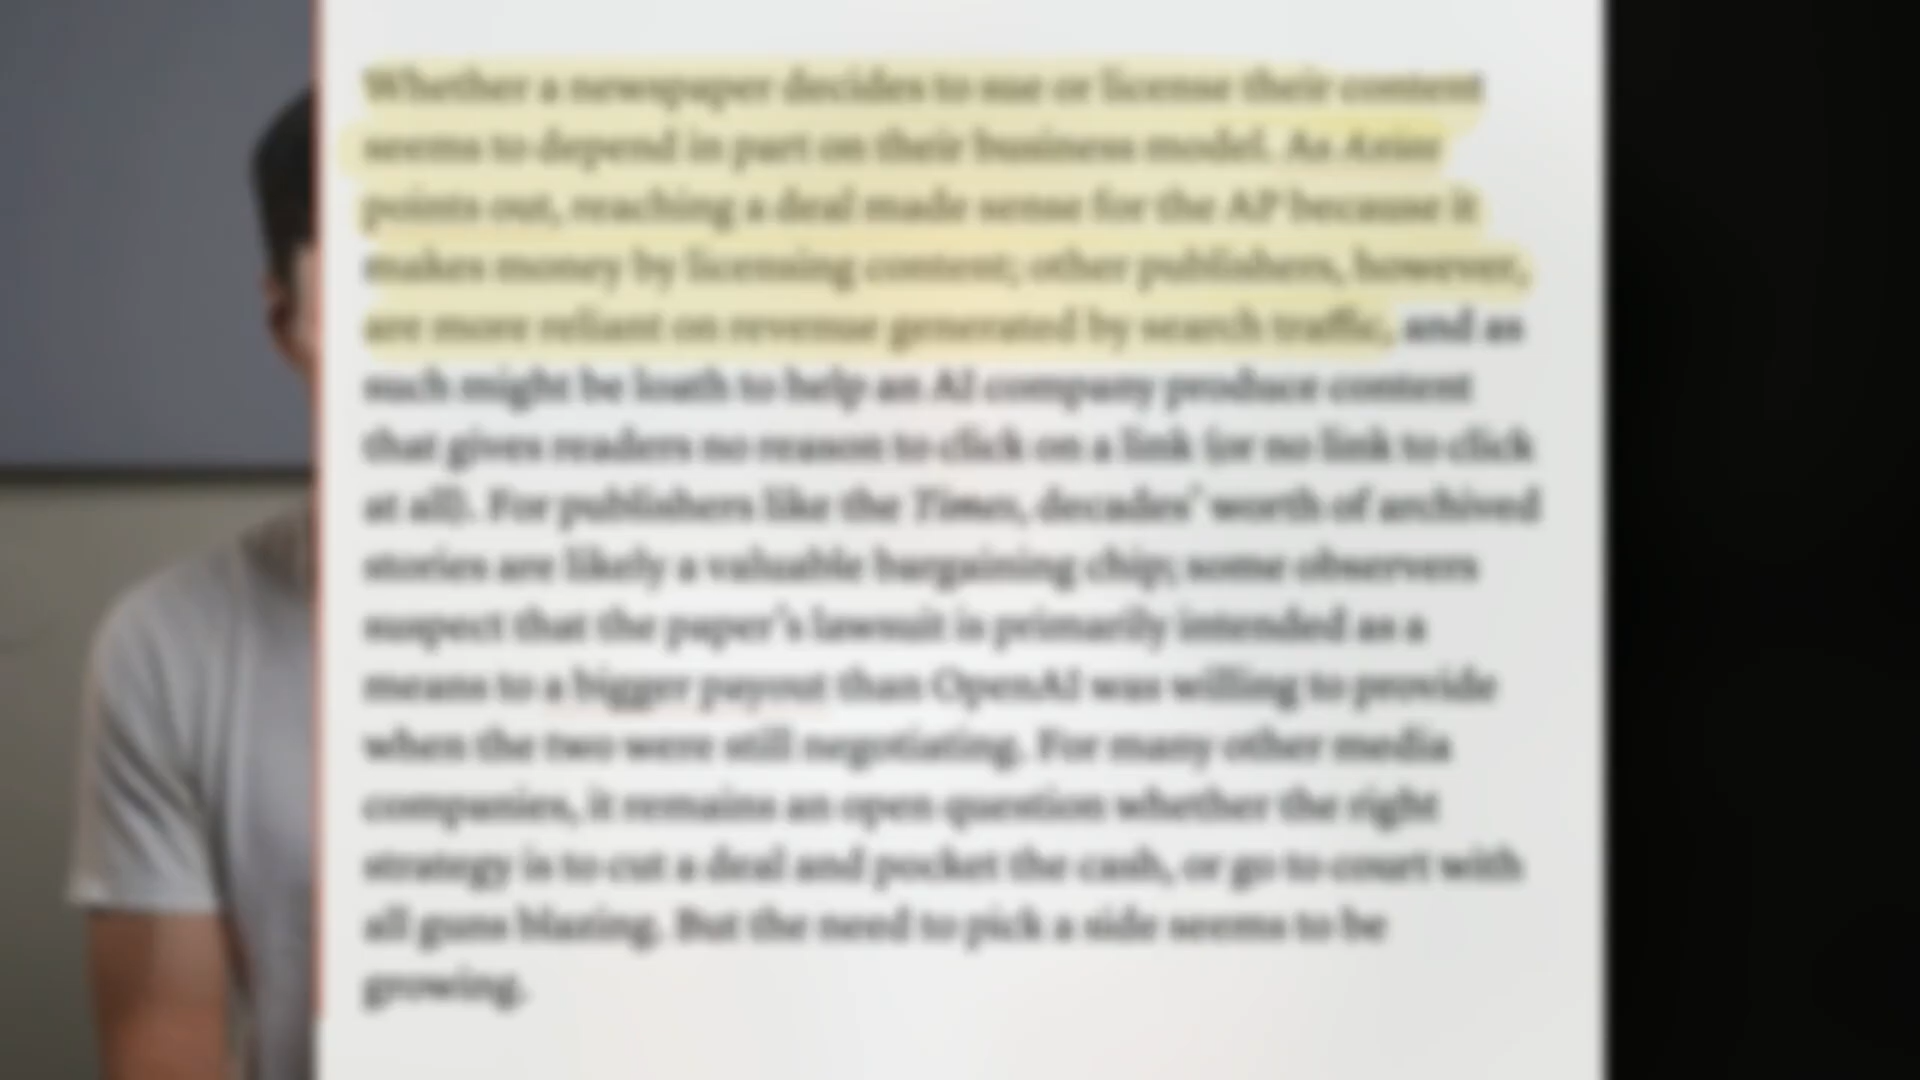 Whether a newspaper decides to sue or license their content
seems to depend in part on their business model. As Axios
points out, reaching a deal made sense for the AP because it
makes money by licensing content; other publishers, however,
are more reliant on revenue generated by search traffic, and as
such might be loath to help an AI company produce content
that gives readers no reason to click on a link (or no link to click
at all). For publishers like the Times, decades’ worth of archived
stories are likely a valuable bargaining chip; some observers
suspect that the paper’s lawsuit is primarily intended as a
means to a bigger payout than OpenAI was willing to provide
when the two were still negotiating. For many other media
companies, it remains an open question whether the right
strategy is to cut a deal and pocket the cash, or go to court with
all guns blazing. But the need to pick a side seems to be
growing.